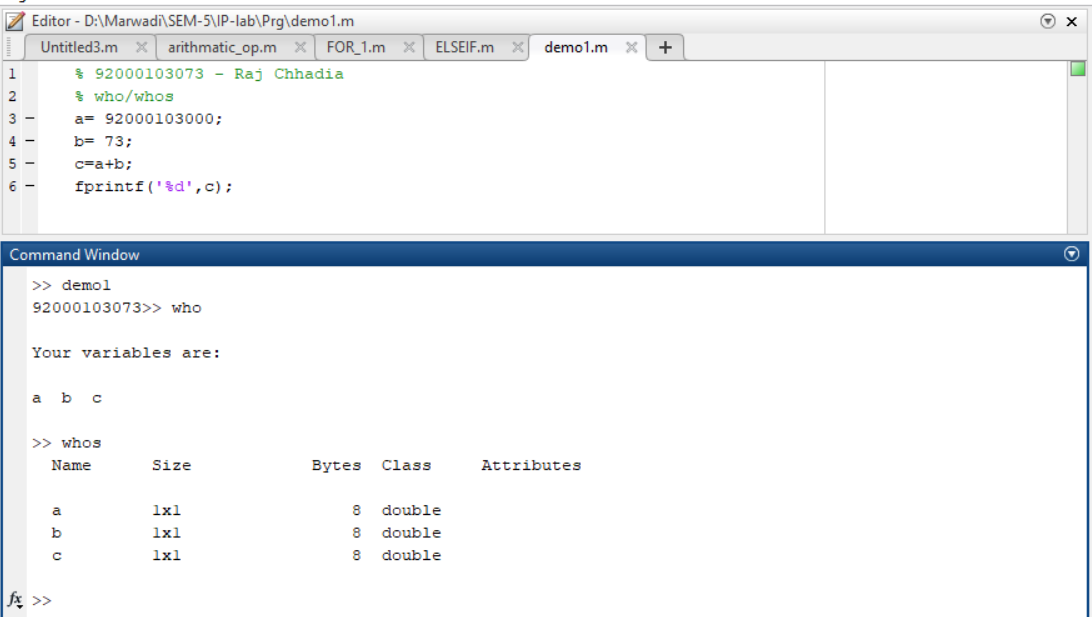 Editor - D:\Marwadi\SEM-5\IP-lab\Prg\demo1.m
Untitled3.m arithmatic_op.m FOR_1.m ELSEIF.m demo1.m +
1 % 92000103073 - Raj Chhadia
2 % who/whos
3 - a= 92000103000;
4 - b= 73;
5 - c=a+b;
6 - fprintf('%d',c);
Command Window
>> demo1
92000103073>> who
Your variables are:
a b c
>> whos
Name Size Bytes Class Attributes
a 1x1 8 double
b 1x1 8 double
c 1x1 8 double
fx >>